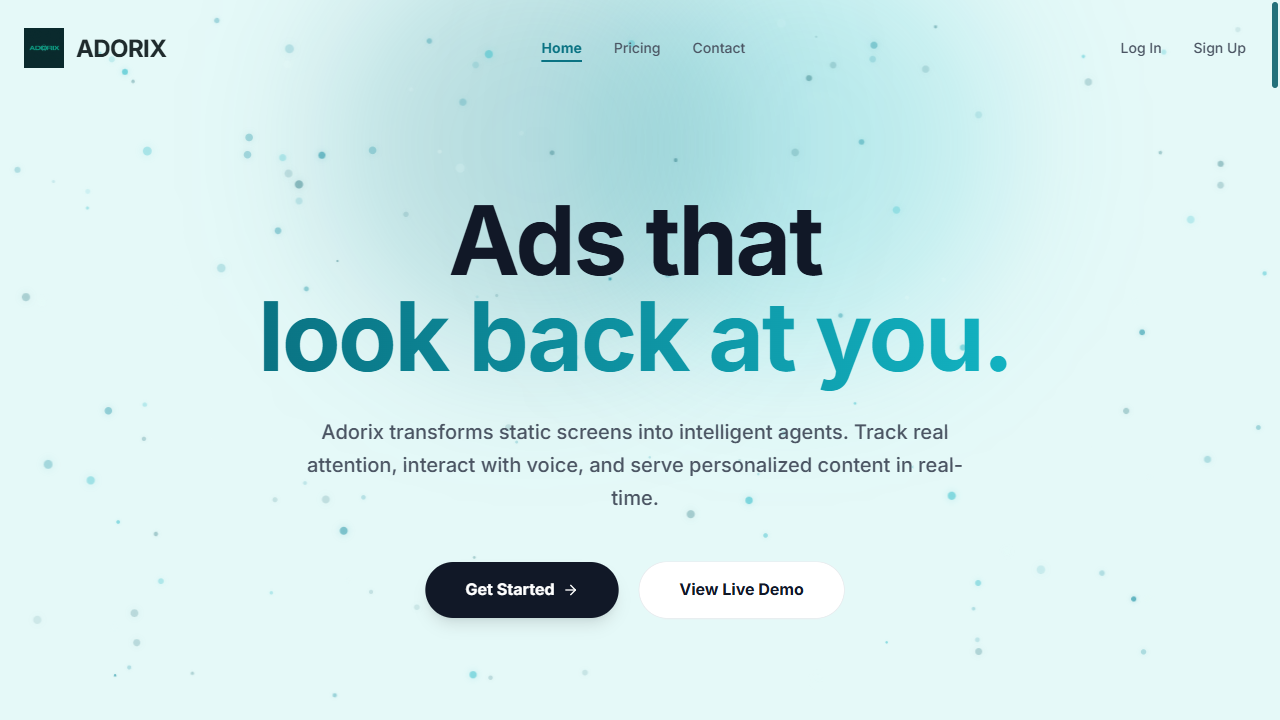 ADORIX
ADORIX
Home
Pricing
Contact
Log In
Sign Up
Ads that
look back at you.
Adorix transforms static screens into intelligent agents. Track real
attention, interact with voice, and serve personalized content in real-
time.
Get Started →
View Live Demo